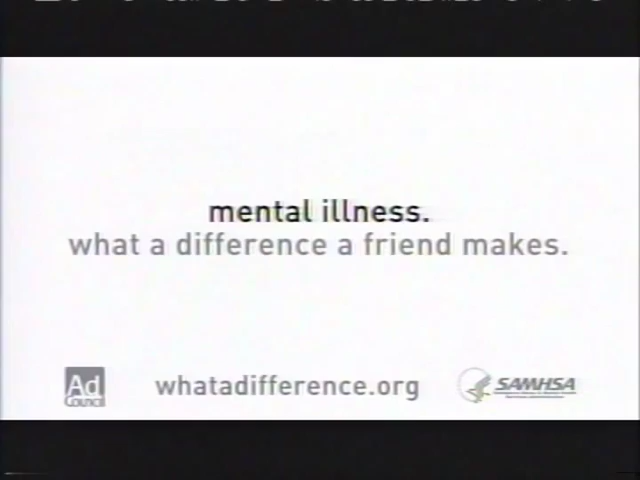 mental illness.
what a difference a friend makes.
Ad
Council
whatadifference.org
SAMHSA